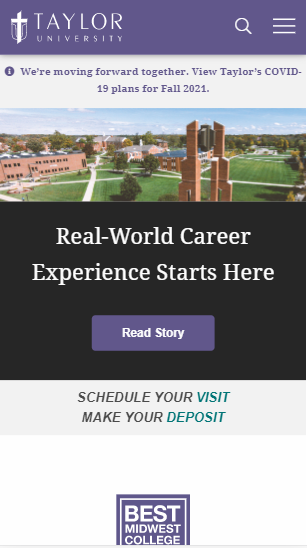 TAYLOR
UNIVERSITY
We're moving forward together. View Taylor's COVID-
19 plans for Fall 2021.
Real-World Career
Experience Starts Here
Read Story
SCHEDULE YOUR VISIT
MAKE YOUR DEPOSIT
BEST
MIDWEST
COLLEGE